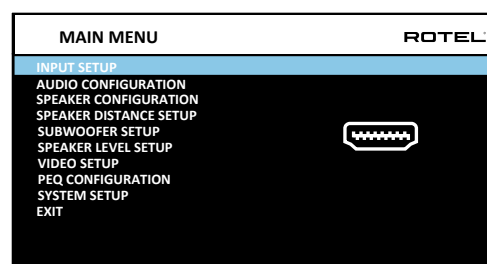 MAIN MENU
ROTEL
INPUT SETUP
AUDIO CONFIGURATION
SPEAKER CONFIGURATION
SPEAKER DISTANCE SETUP
SUBWOOFER SETUP
SPEAKER LEVEL SETUP
VIDEO SETUP
PEQ CONFIGURATION
SYSTEM SETUP
EXIT